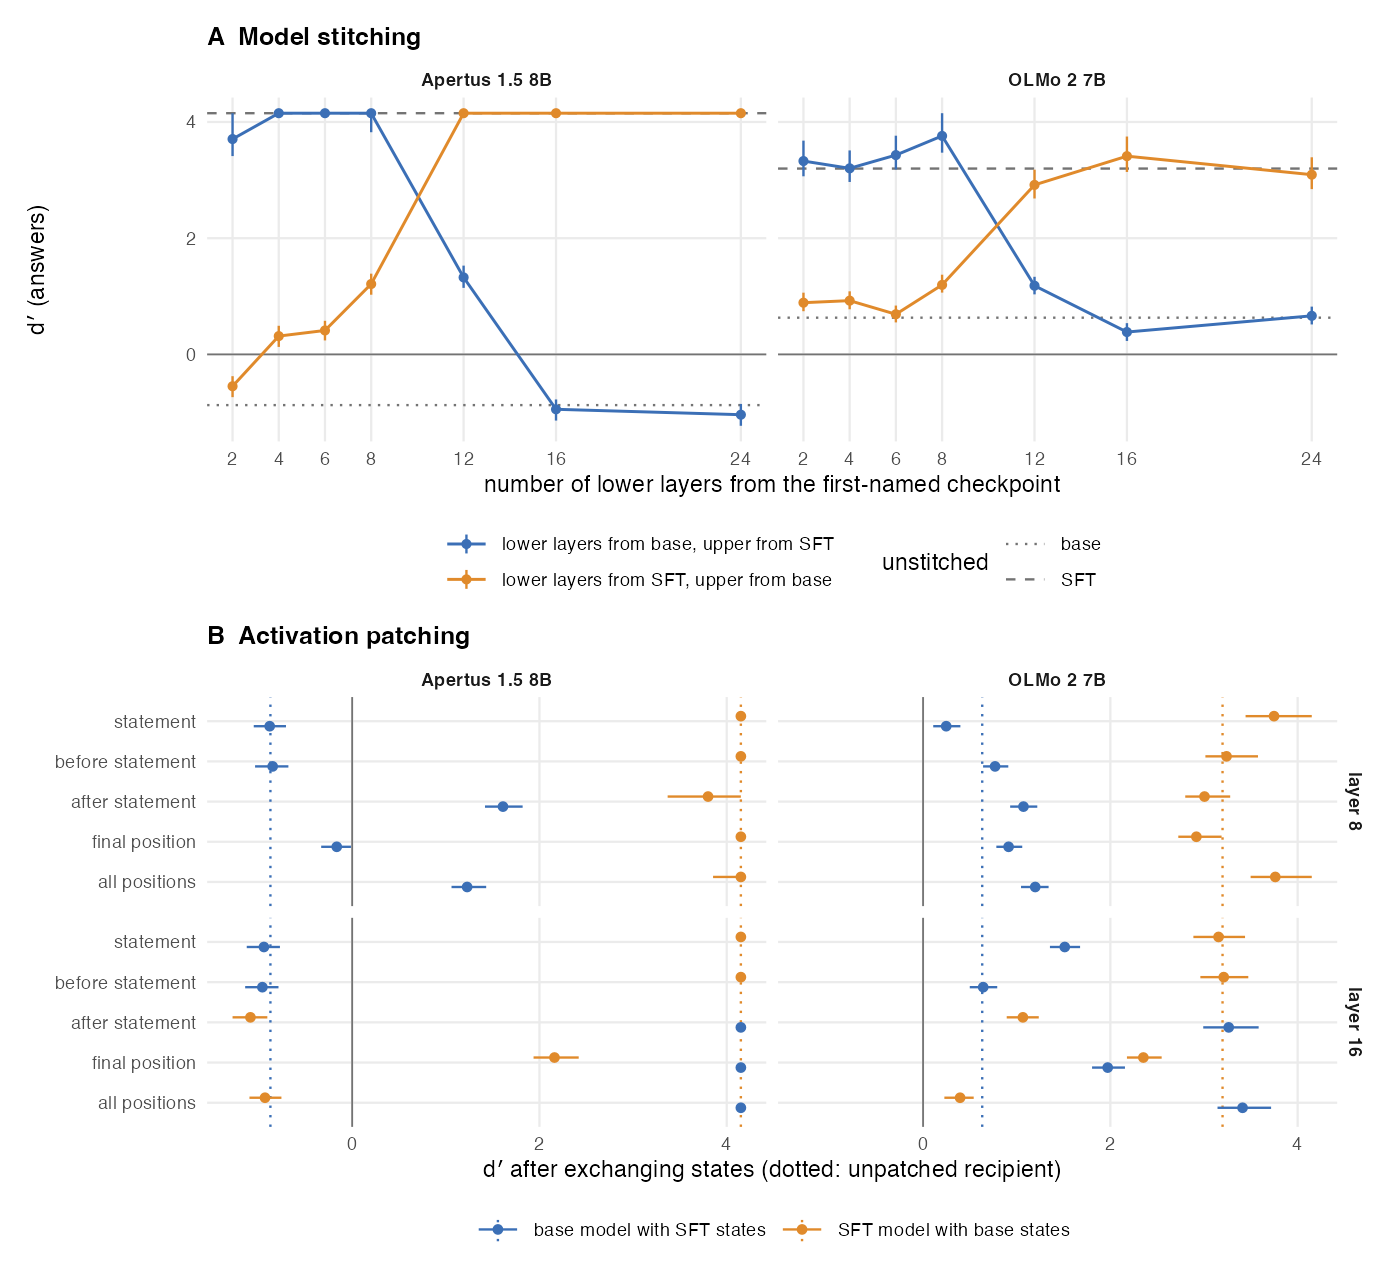 A Model stitching
Apertus 1.5 8B
OLMo 2 7B
d′ (answers)
4
2
0
2 4 6 8 12 16 24
2 4 6 8 12 16 24
number of lower layers from the first-named checkpoint
lower layers from base, upper from SFT
lower layers from SFT, upper from base
unstitched
base
SFT
B Activation patching
Apertus 1.5 8B
OLMo 2 7B
statement
before statement
after statement
final position
all positions
layer 8
statement
before statement
after statement
final position
all positions
layer 16
0 2 4
0 2 4
d′ after exchanging states (dotted: unpatched recipient)
base model with SFT states
SFT model with base states